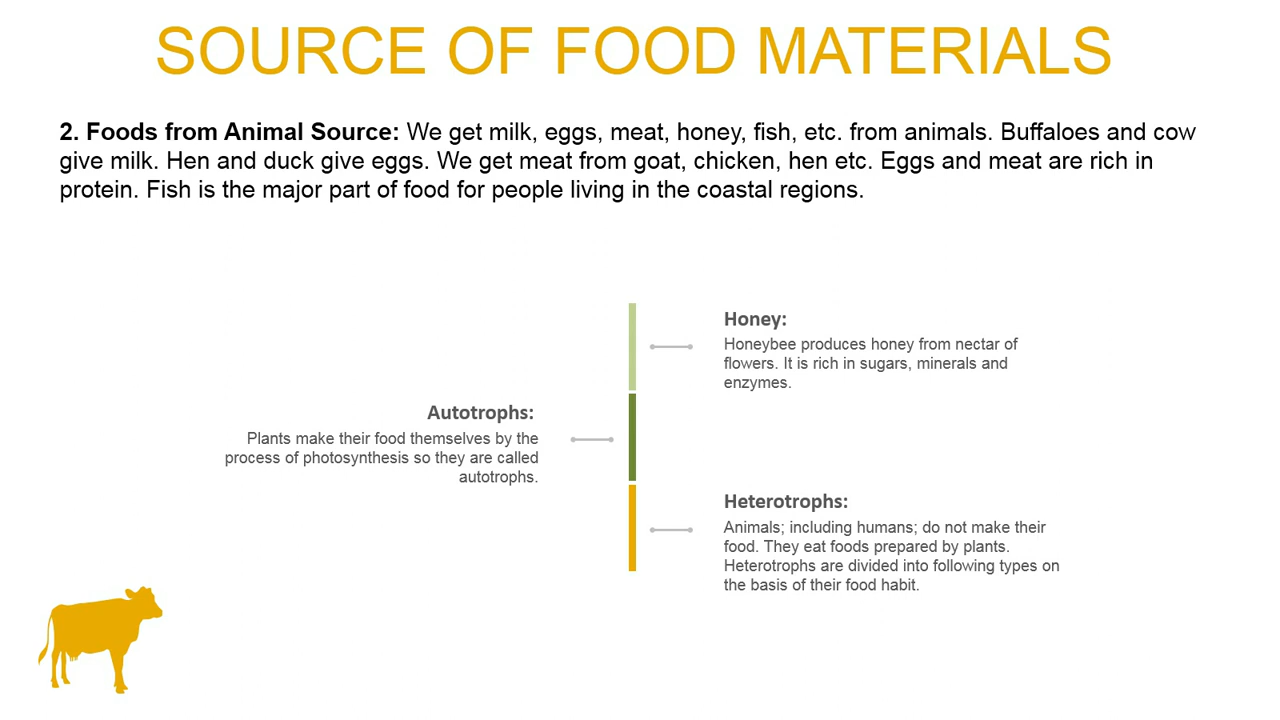 SOURCE OF FOOD MATERIALS
2. Foods from Animal Source: We get milk, eggs, meat, honey, fish, etc. from animals. Buffaloes and cow
give milk. Hen and duck give eggs. We get meat from goat, chicken, hen etc. Eggs and meat are rich in
protein. Fish is the major part of food for people living in the coastal regions.
Honey:
Honeybee produces honey from nectar of
flowers. It is rich in sugars, minerals and
enzymes.
Autotrophs:
Plants make their food themselves by the
process of photosynthesis so they are called
autotrophs.
Heterotrophs:
Animals; including humans; do not make their
food. They eat foods prepared by plants.
Heterotrophs are divided into following types on
the basis of their food habit.